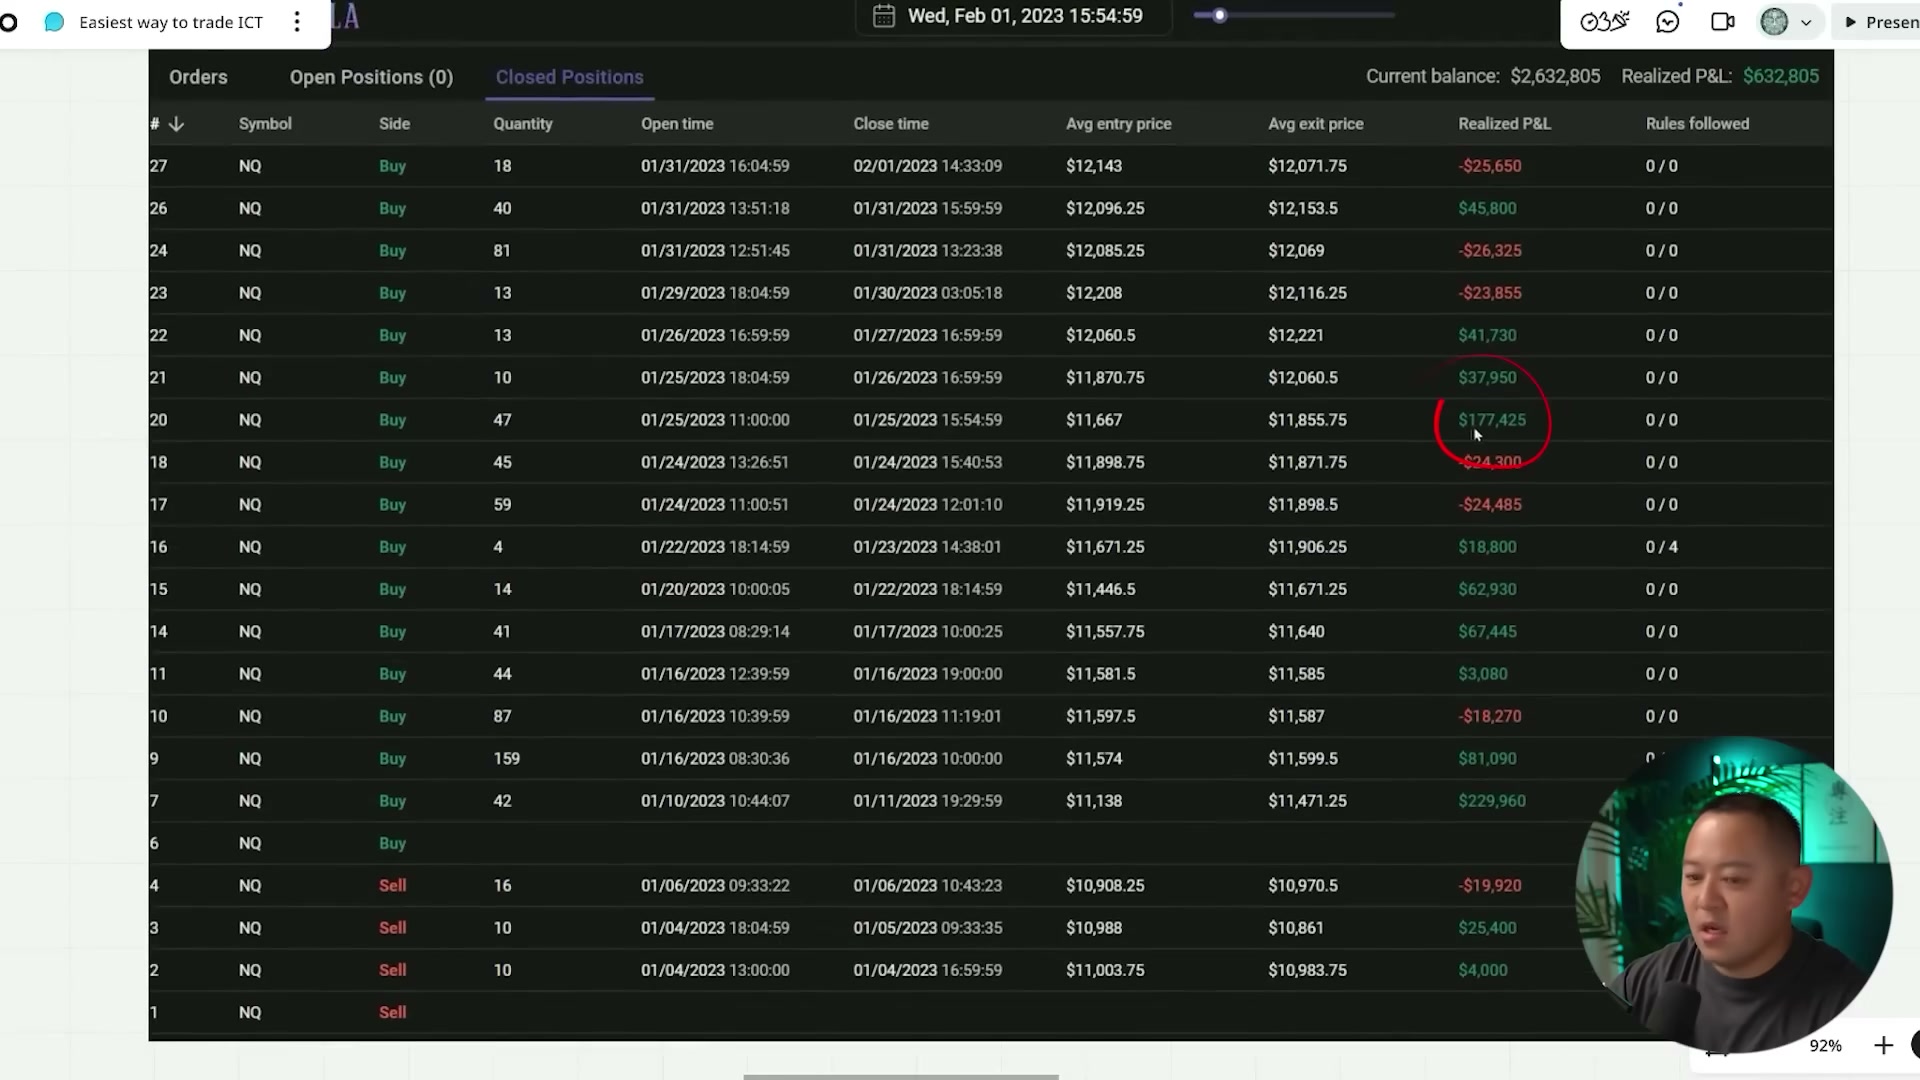 Easiest way to trade ICT
LA
Wed, Feb 01, 2023 15:54:59
Presen
Orders Open Positions (0) Closed Positions Current balance: $2,632,805 Realized P&L: $632,805
# Symbol Side Quantity Open time Close time Avg entry price Avg exit price Realized P&L Rules followed
27 NQ Buy 18 01/31/2023 16:04:59 02/01/2023 14:33:09 $12,143 $12,071.75 -$25,650 0 / 0
26 NQ Buy 40 01/31/2023 13:51:18 01/31/2023 15:59:59 $12,096.25 $12,153.5 $45,800 0 / 0
24 NQ Buy 81 01/31/2023 12:51:45 01/31/2023 13:23:38 $12,085.25 $12,069 -$26,325 0 / 0
23 NQ Buy 13 01/29/2023 18:04:59 01/30/2023 03:05:18 $12,208 $12,116.25 -$23,855 0 / 0
22 NQ Buy 13 01/26/2023 16:59:59 01/27/2023 16:59:59 $12,060.5 $12,221 $41,730 0 / 0
21 NQ Buy 10 01/25/2023 18:04:59 01/26/2023 16:59:59 $11,870.75 $12,060.5 $37,950 0 / 0
20 NQ Buy 47 01/25/2023 11:00:00 01/25/2023 15:54:59 $11,667 $11,855.75 $177,425 0 / 0
18 NQ Buy 45 01/24/2023 13:26:51 01/24/2023 15:40:53 $11,898.75 $11,871.75 -$24,300 0 / 0
17 NQ Buy 59 01/24/2023 11:00:51 01/24/2023 12:01:10 $11,919.25 $11,898.5 -$24,485 0 / 0
16 NQ Buy 4 01/22/2023 18:14:59 01/23/2023 14:38:01 $11,671.25 $11,906.25 $18,800 0 / 4
15 NQ Buy 14 01/20/2023 10:00:05 01/22/2023 18:14:59 $11,446.5 $11,671.25 $62,930 0 / 0
14 NQ Buy 41 01/17/2023 08:29:14 01/17/2023 10:00:25 $11,557.75 $11,640 $67,445 0 / 0
11 NQ Buy 44 01/16/2023 12:39:59 01/16/2023 19:00:00 $11,581.5 $11,585 $3,080 0 / 0
10 NQ Buy 87 01/16/2023 10:39:59 01/16/2023 11:19:01 $11,597.5 $11,587 -$18,270 0 / 0
9 NQ Buy 159 01/16/2023 08:30:36 01/16/2023 10:00:00 $11,574 $11,599.5 $81,090 0
7 NQ Buy 42 01/10/2023 10:44:07 01/11/2023 19:29:59 $11,138 $11,471.25 $229,960
6 NQ Buy
4 NQ Sell 16 01/06/2023 09:33:22 01/06/2023 10:43:23 $10,908.25 $10,970.5 -$19,920
3 NQ Sell 10 01/04/2023 18:04:59 01/05/2023 09:33:35 $10,988 $10,861 $25,400
2 NQ Sell 10 01/04/2023 13:00:00 01/04/2023 16:59:59 $11,003.75 $10,983.75 $4,000
1 NQ Sell
92%